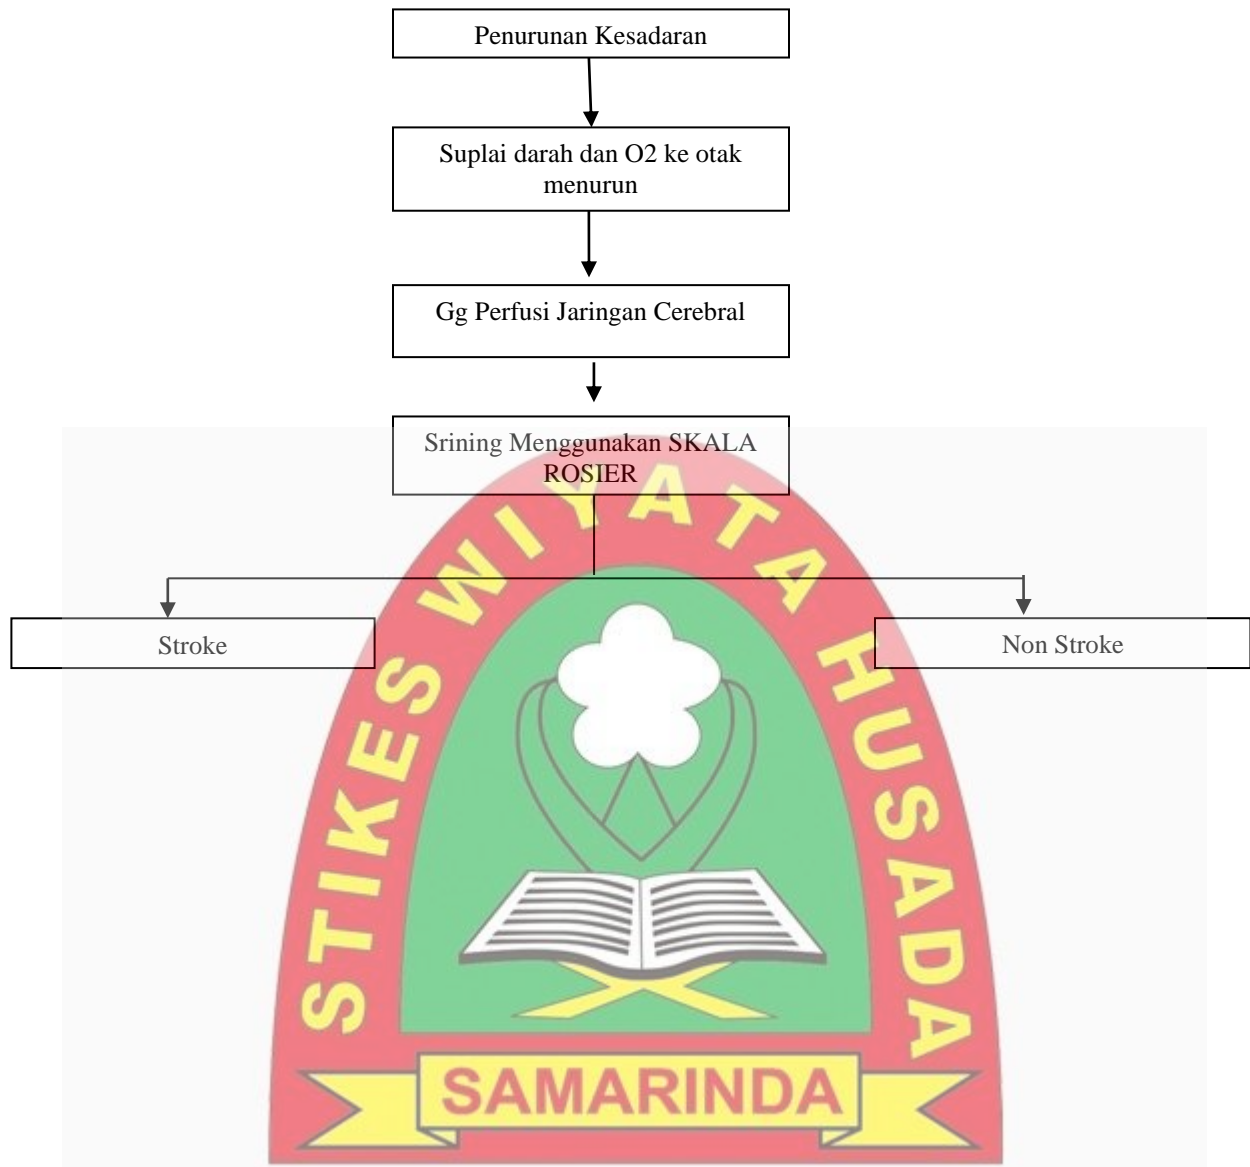 Penurunan Kesadaran
Suplai darah dan O2 ke otak
menurun
Gg Perfusi Jaringan Cerebral
Srining Menggunakan SKALA
ROSIER
Stroke
Non Stroke
STIKES WIYATA HUSADA
SAMARINDA